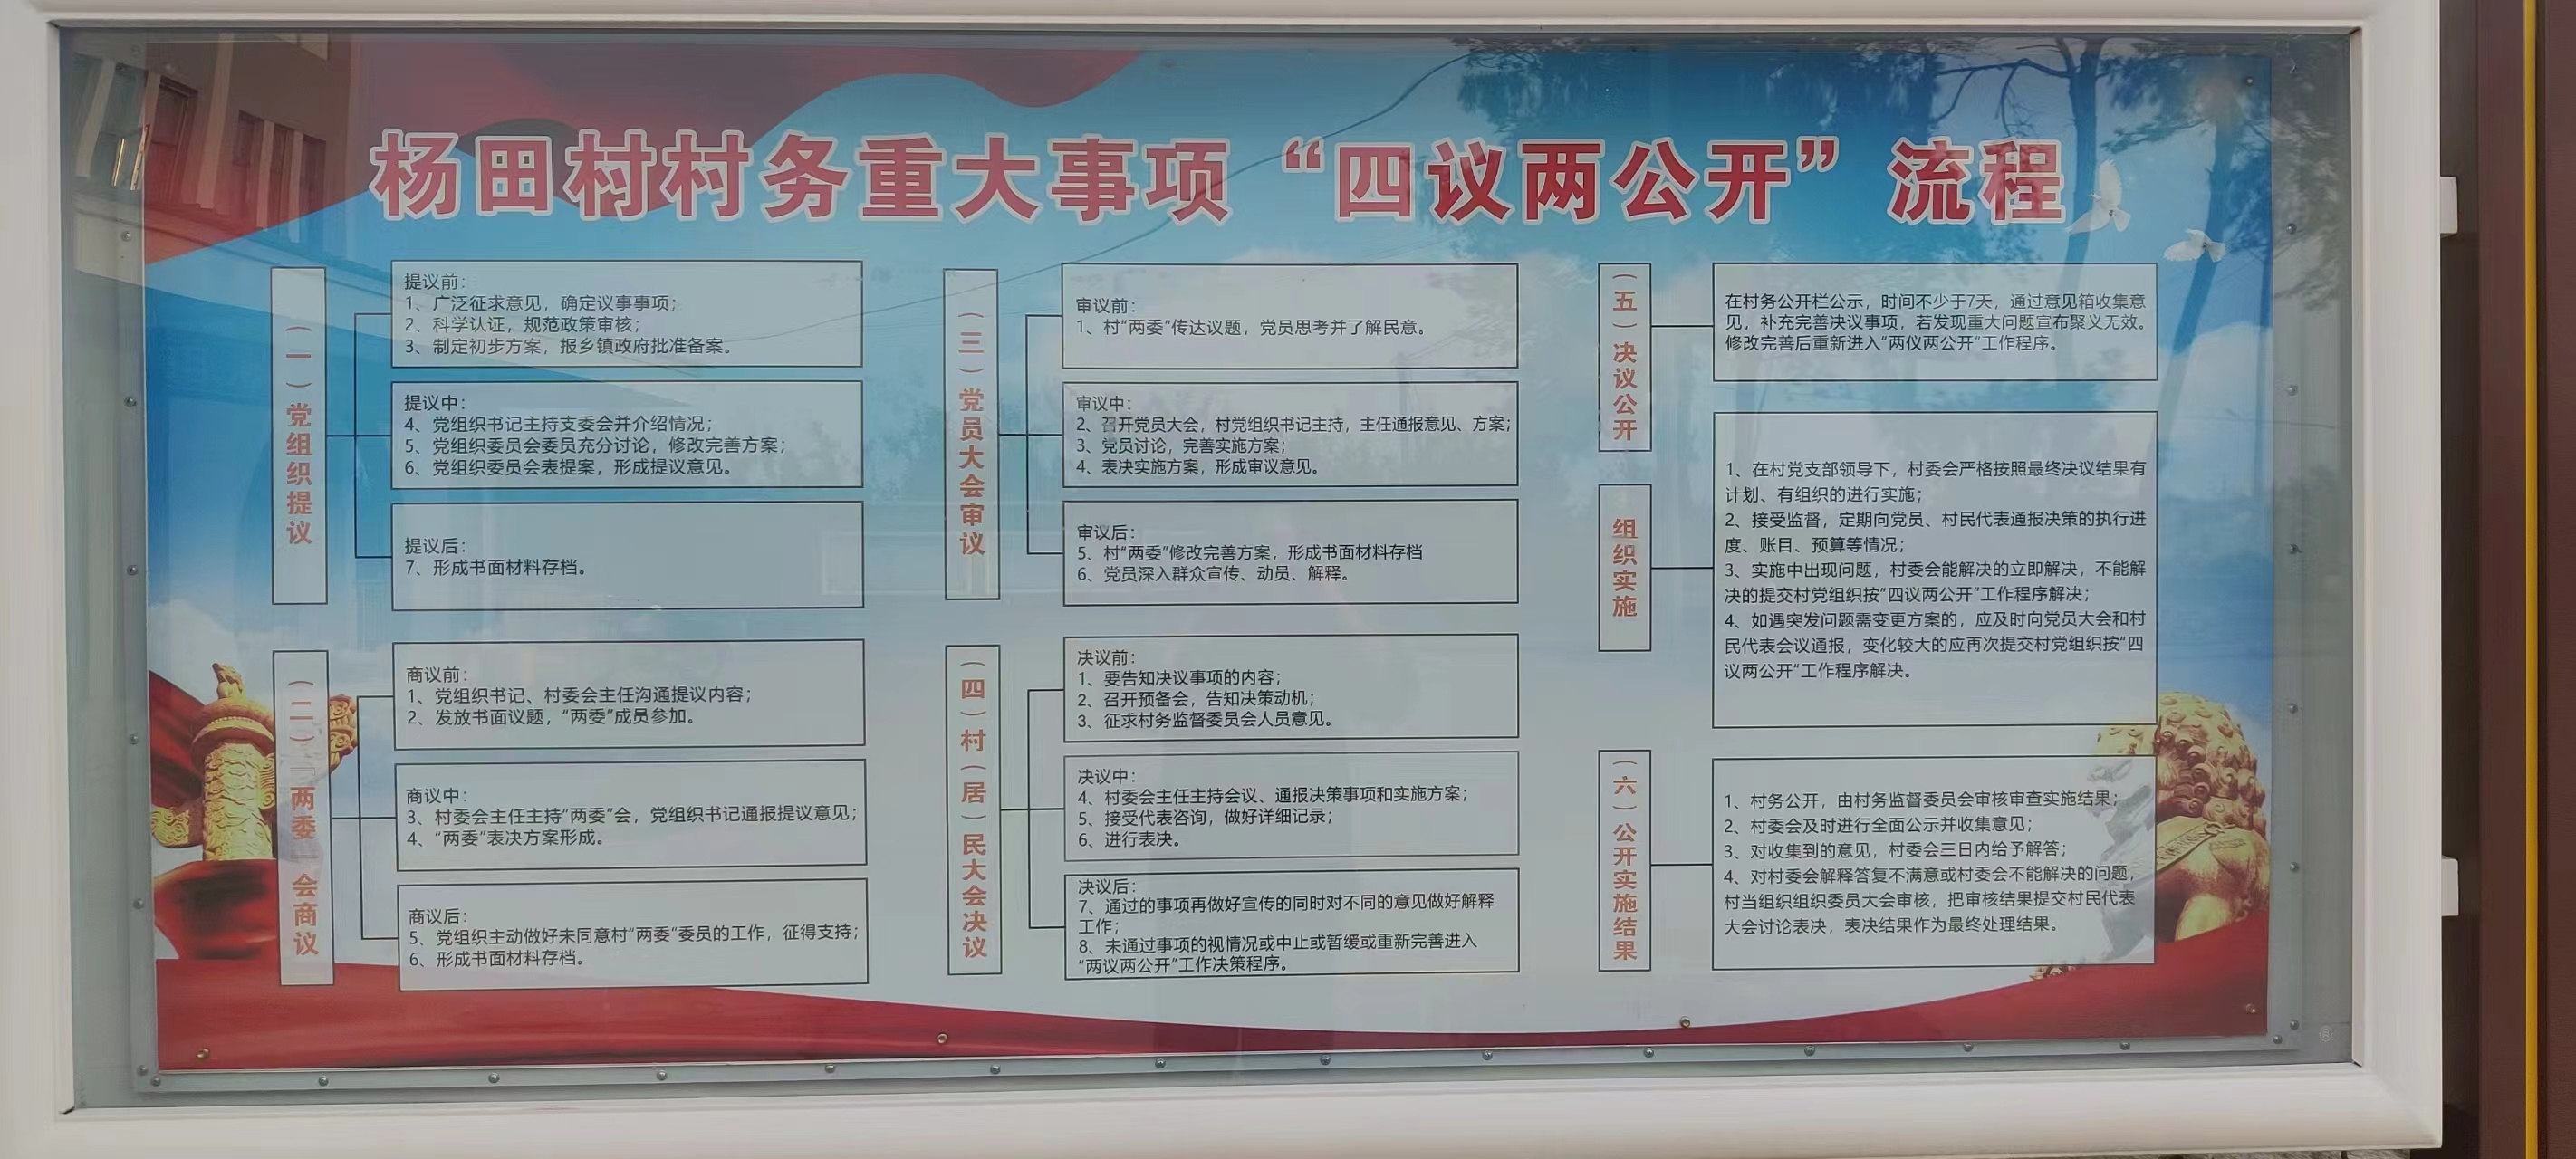 杨田村村务重大事项“四议两公开”流程
（一）党组织提议
提议前：
1、广泛征求意见，确定议事事项；
2、科学认证，规范政策审核；
3、制定初步方案，报乡镇政府批准备案。
提议中：
4、党组织书记主持支委会并介绍情况；
5、党组织委员会委员充分讨论，修改完善方案；
6、党组织委员会表提案，形成提议意见。
提议后：
7、形成书面材料存档。
（二）『两委』会商议
商议前：
1、党组织书记、村委会主任沟通提议内容；
2、发放书面议题，“两委”成员参加。
商议中：
3、村委会主任主持“两委”会，党组织书记通报提议意见；
4、“两委”表决方案形成。
商议后：
5、党组织主动做好未同意村“两委”委员的工作，征得支持；
6、形成书面材料存档。
（三）党员大会审议
审议前：
1、村“两委”传达议题，党员思考并了解民意。
审议中：
2、召开党员大会，村党组织书记主持，主任通报意见、方案；
3、党员讨论，完善实施方案；
4、表决实施方案，形成审议意见。
审议后：
5、村“两委”修改完善方案，形成书面材料存档
6、党员深入群众宣传、动员、解释。
（四）村（居）民大会决议
决议前：
1、要告知决议事项的内容；
2、召开预备会，告知决策动机；
3、征求村务监督委员会人员意见。
决议中：
4、村委会主任主持会议、通报决策事项和实施方案；
5、接受代表咨询，做好详细记录；
6、进行表决。
决议后：
7、通过的事项再做好宣传的同时对不同的意见做好解释
工作；
8、未通过事项的视情况或中止或暂缓或重新完善进入
“两议两公开”工作决策程序。
（五）决议公开
在村务公开栏公示，时间不少于7天，通过意见箱收集意
见，补充完善决议事项，若发现重大问题宣布聚义无效。
修改完善后重新进入“两仪两公开”工作程序。
组织实施
1、在村党支部领导下，村委会严格按照最终决议结果有
计划、有组织的进行实施；
2、接受监督，定期向党员、村民代表通报决策的执行进
度、账目、预算等情况；
3、实施中出现问题，村委会能解决的立即解决，不能解
决的提交村党组织按“四议两公开”工作程序解决；
4、如遇突发问题需变更方案的，应及时向党员大会和村
民代表会议通报，变化较大的应再次提交村党组织按“四
议两公开”工作程序解决。
（六）公开实施结果
1、村务公开，由村务监督委员会审核审查实施结果；
2、村委会及时进行全面公示并收集意见；
3、对收集到的意见，村委会三日内给予解答；
4、对村委会解释答复不满意或村委会不能解决的问题，
村当组织组织委员大会审核，把审核结果提交村民代表
大会讨论表决，表决结果作为最终处理结果。